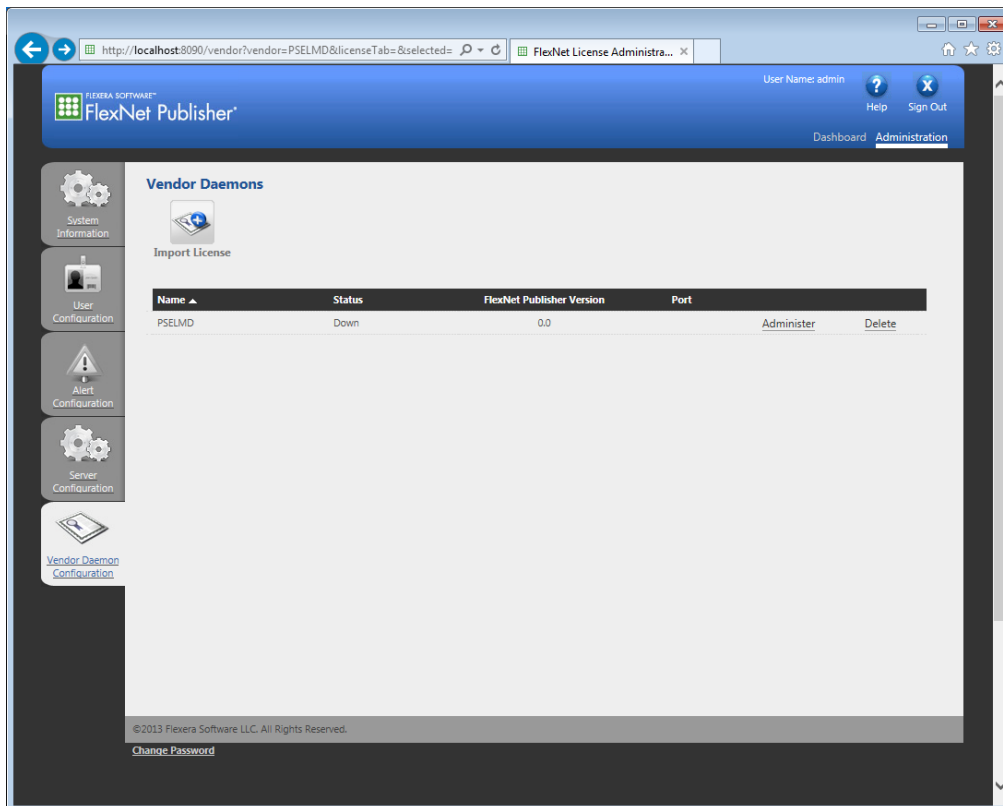 http://localhost:8090/vendor?vendor=PSELMD&licenseTab=&selected=
FlexNet License Administra...
User Name: admin
FLEXERA SOFTWARE™
FlexNet Publisher®
Help
Sign Out
Dashboard
Administration
System
Information
User
Configuration
Alert
Configuration
Server
Configuration
Vendor Daemon
Configuration
Vendor Daemons
Import License
Name Status FlexNet Publisher Version Port
PSELMD Down 0.0 Administer Delete
©2013 Flexera Software LLC. All Rights Reserved.
Change Password